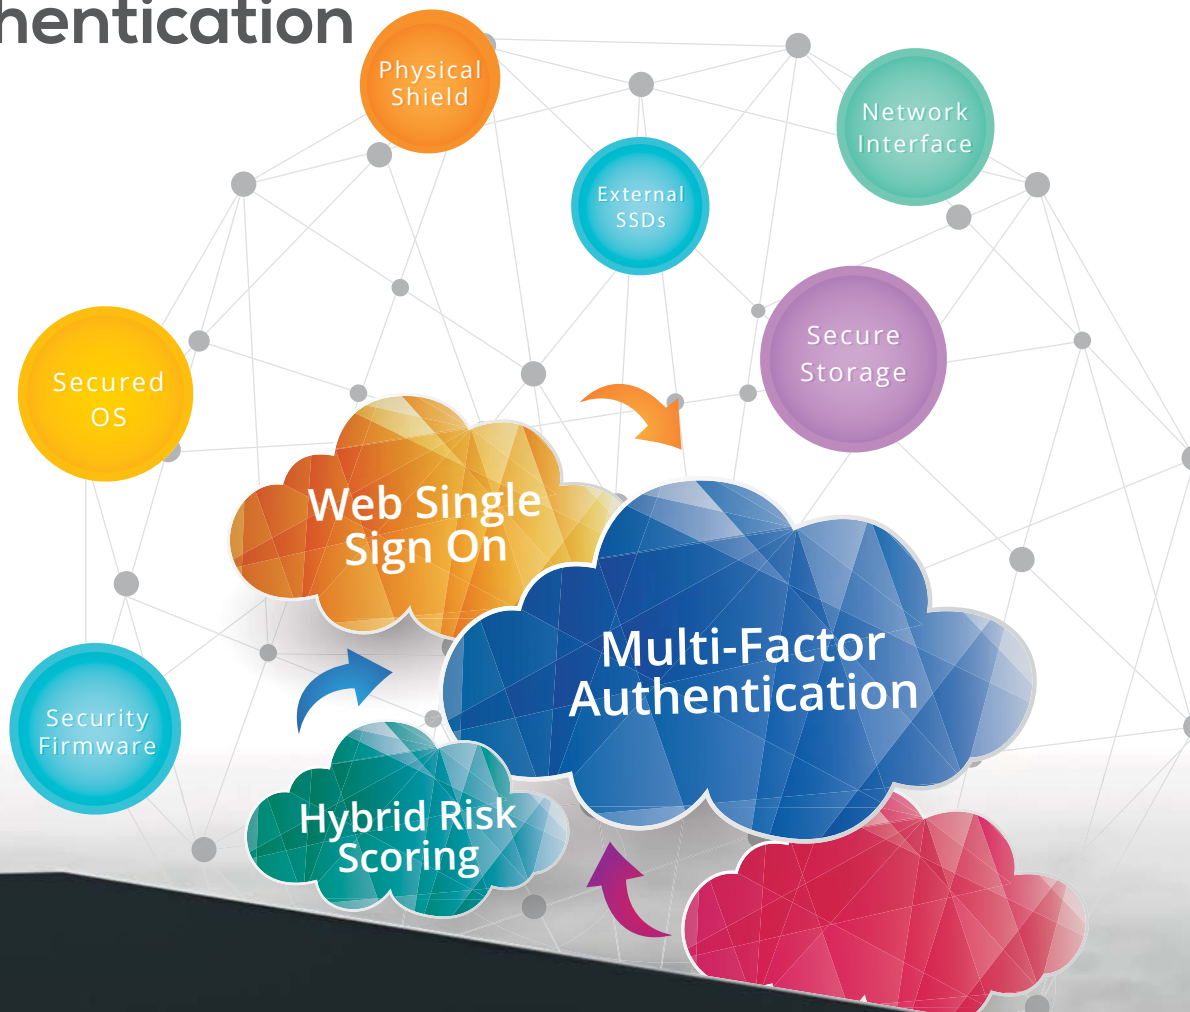 hentication
Physical
Shield
Network
Interface
External
SSDs
Secure
Storage
Secured
OS
Web Single
Sign On
Multi-Factor
Authentication
Security
Firmware
Hybrid Risk
Scoring